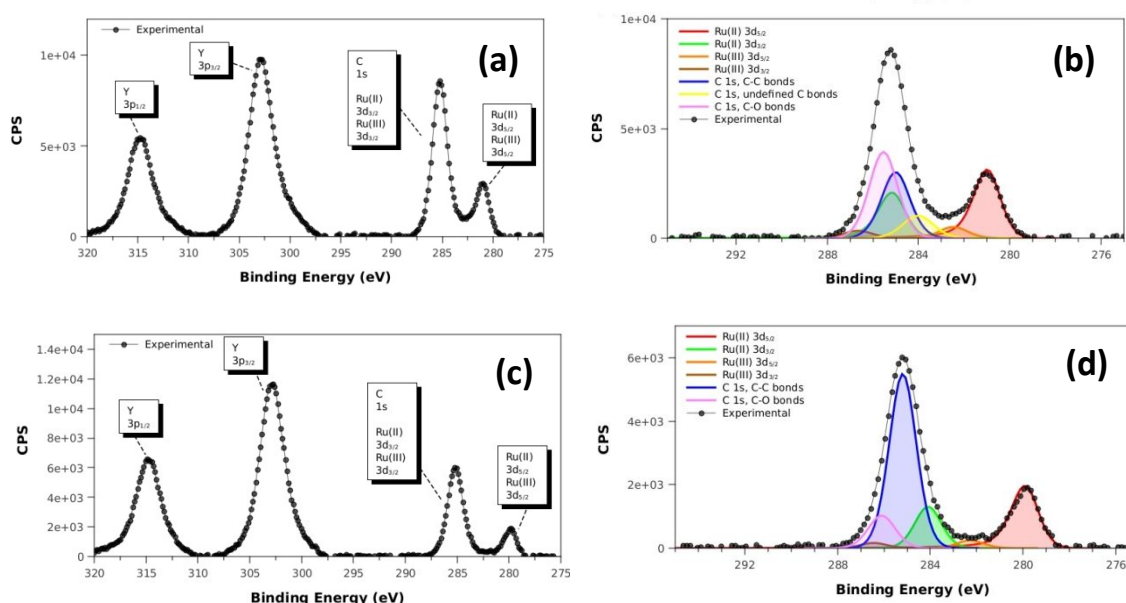 1e+04
5e+03
0
CPS
Experimental
Y
3p1/2
Y
3p3/2
C
1s
Ru(II)
3d3/2
Ru(III)
3d3/2
Ru(II)
3d5/2
Ru(III)
3d5/2
(a)
320 315 310 305 300 295 290 285 280 275
Binding Energy (eV)
1e+04
5e+03
0
CPS
Ru(II) 3d5/2
Ru(II) 3d3/2
Ru(III) 3d5/2
Ru(III) 3d3/2
C 1s, C-C bonds
C 1s, undefined C bonds
C 1s, C-O bonds
Experimental
(b)
292 288 284 280 276
Binding Energy (eV)
1.4e+04
1.2e+04
1e+04
8e+03
6e+03
4e+03
2e+03
0
CPS
Experimental
Y
3p1/2
Y
3p3/2
C
1s
Ru(II)
3d3/2
Ru(III)
3d3/2
Ru(II)
3d5/2
Ru(III)
3d5/2
(c)
320 315 310 305 300 295 290 285 280 275
Binding Energy (eV)
6e+03
4e+03
2e+03
0
CPS
Ru(II) 3d5/2
Ru(II) 3d3/2
Ru(III) 3d5/2
Ru(III) 3d3/2
C 1s, C-C bonds
C 1s, C-O bonds
Experimental
(d)
292 288 284 280 276
Binding Energy (eV)